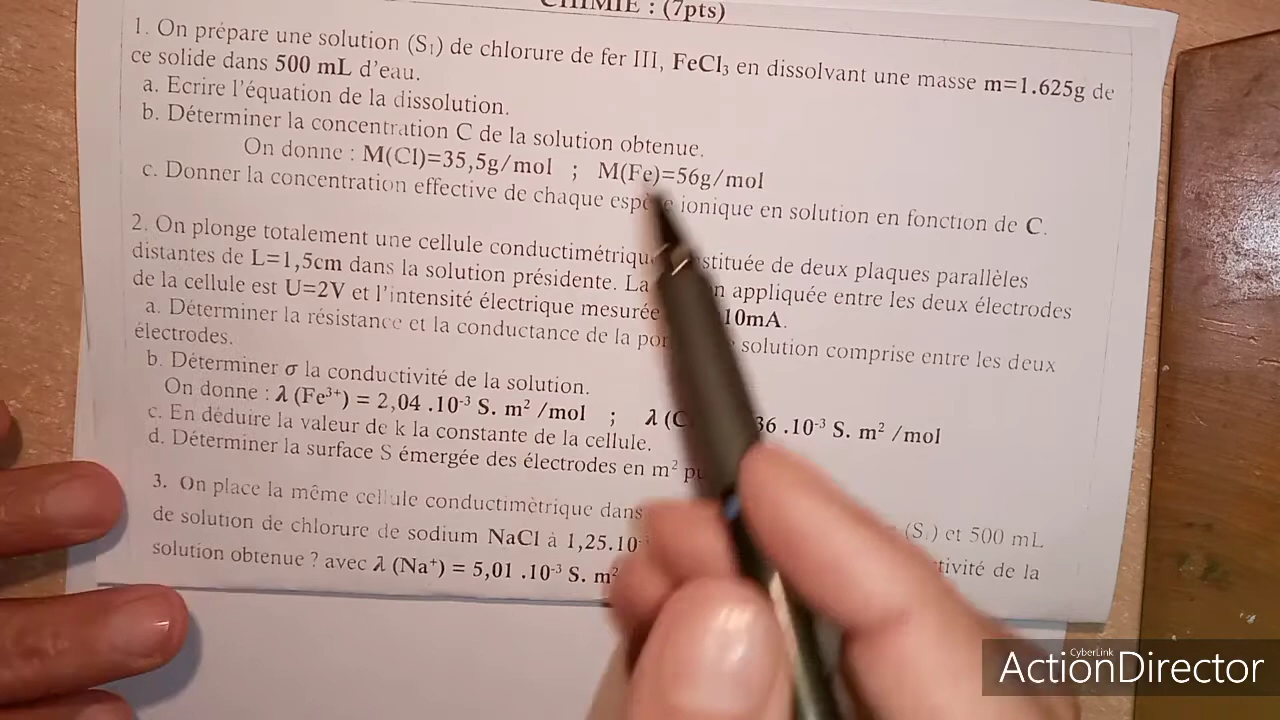 CHIMIE : (7pts)
1. On prépare une solution (S₁) de chlorure de fer III, FeCl₃ en dissolvant une masse m=1.625g de
ce solide dans 500 mL d'eau.
a. Ecrire l'équation de la dissolution.
b. Déterminer la concentration C de la solution obtenue.
On donne : M(Cl)=35,5g/mol ; M(Fe)=56g/mol
c. Donner la concentration effective de chaque ionique en solution en fonction de C.
2. On plonge totalement une cellule conductimétriqu stituée de deux plaques parallèles
distantes de L=1,5cm dans la solution présidente. La n appliquée entre les deux électrodes
de la cellule est U=2V et l'intensité électrique mesurée 10mA.
a. Déterminer la résistance et la conductance de la solution comprise entre les deux
électrodes.
b. Déterminer σ la conductivité de la solution.
On donne : λ (Fe³⁺) = 2,04 .10⁻³ S. m² /mol ; λ (C 36 .10⁻³ S. m² /mol
c. En déduire la valeur de k la constante de la cellule.
d. Déterminer la surface S émergée des électrodes en m²
3. On place la même cellule conductimètrique dans (S₁) et 500 mL
de solution de chlorure de sodium NaCl à 1,25.10 tivité de la
solution obtenue ? avec λ (Na⁺) = 5,01 .10⁻³ S. m²
CyberLink
ActionDirector